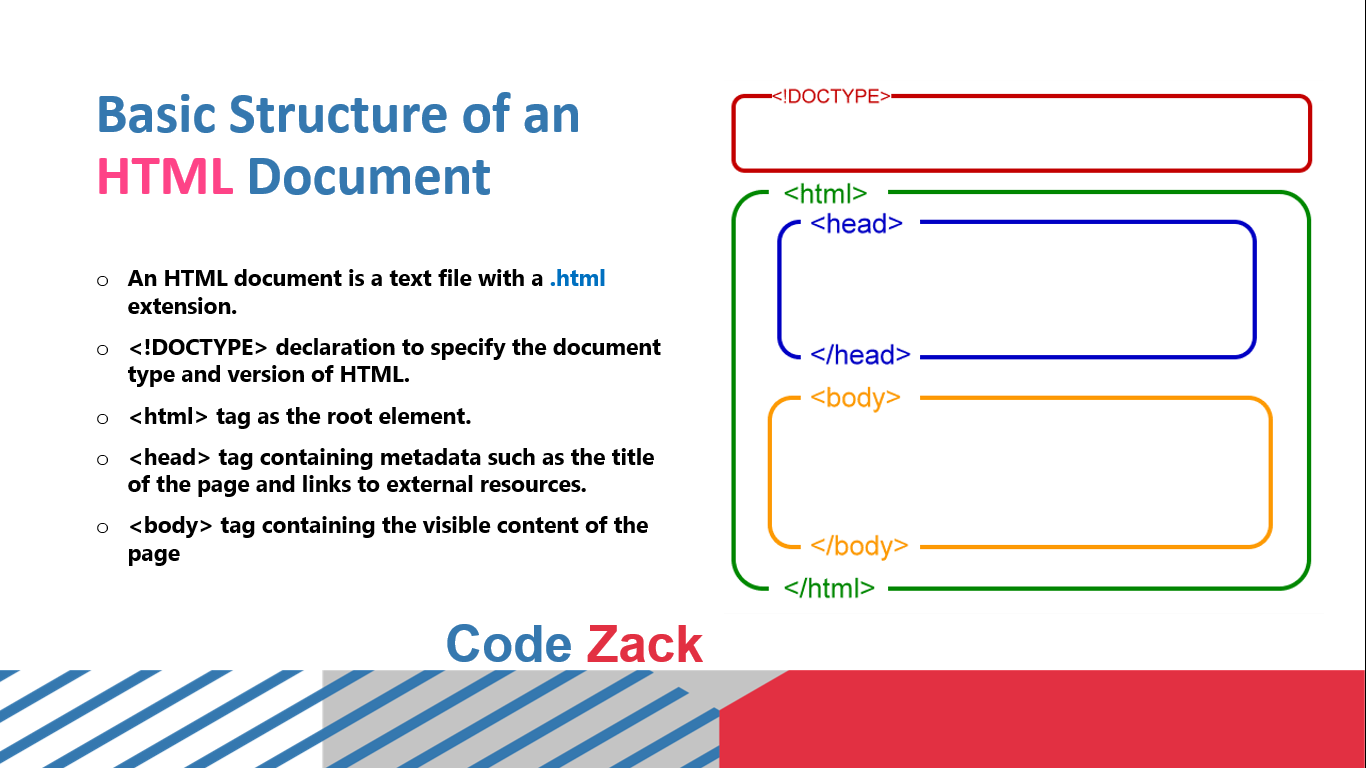 Basic Structure of an
HTML Document
o An HTML document is a text file with a .html
extension.
o <!DOCTYPE> declaration to specify the document
type and version of HTML.
o <html> tag as the root element.
o <head> tag containing metadata such as the title
of the page and links to external resources.
o <body> tag containing the visible content of the
page
<!DOCTYPE>
<html>
<head>
</head>
<body>
</body>
</html>
Code Zack